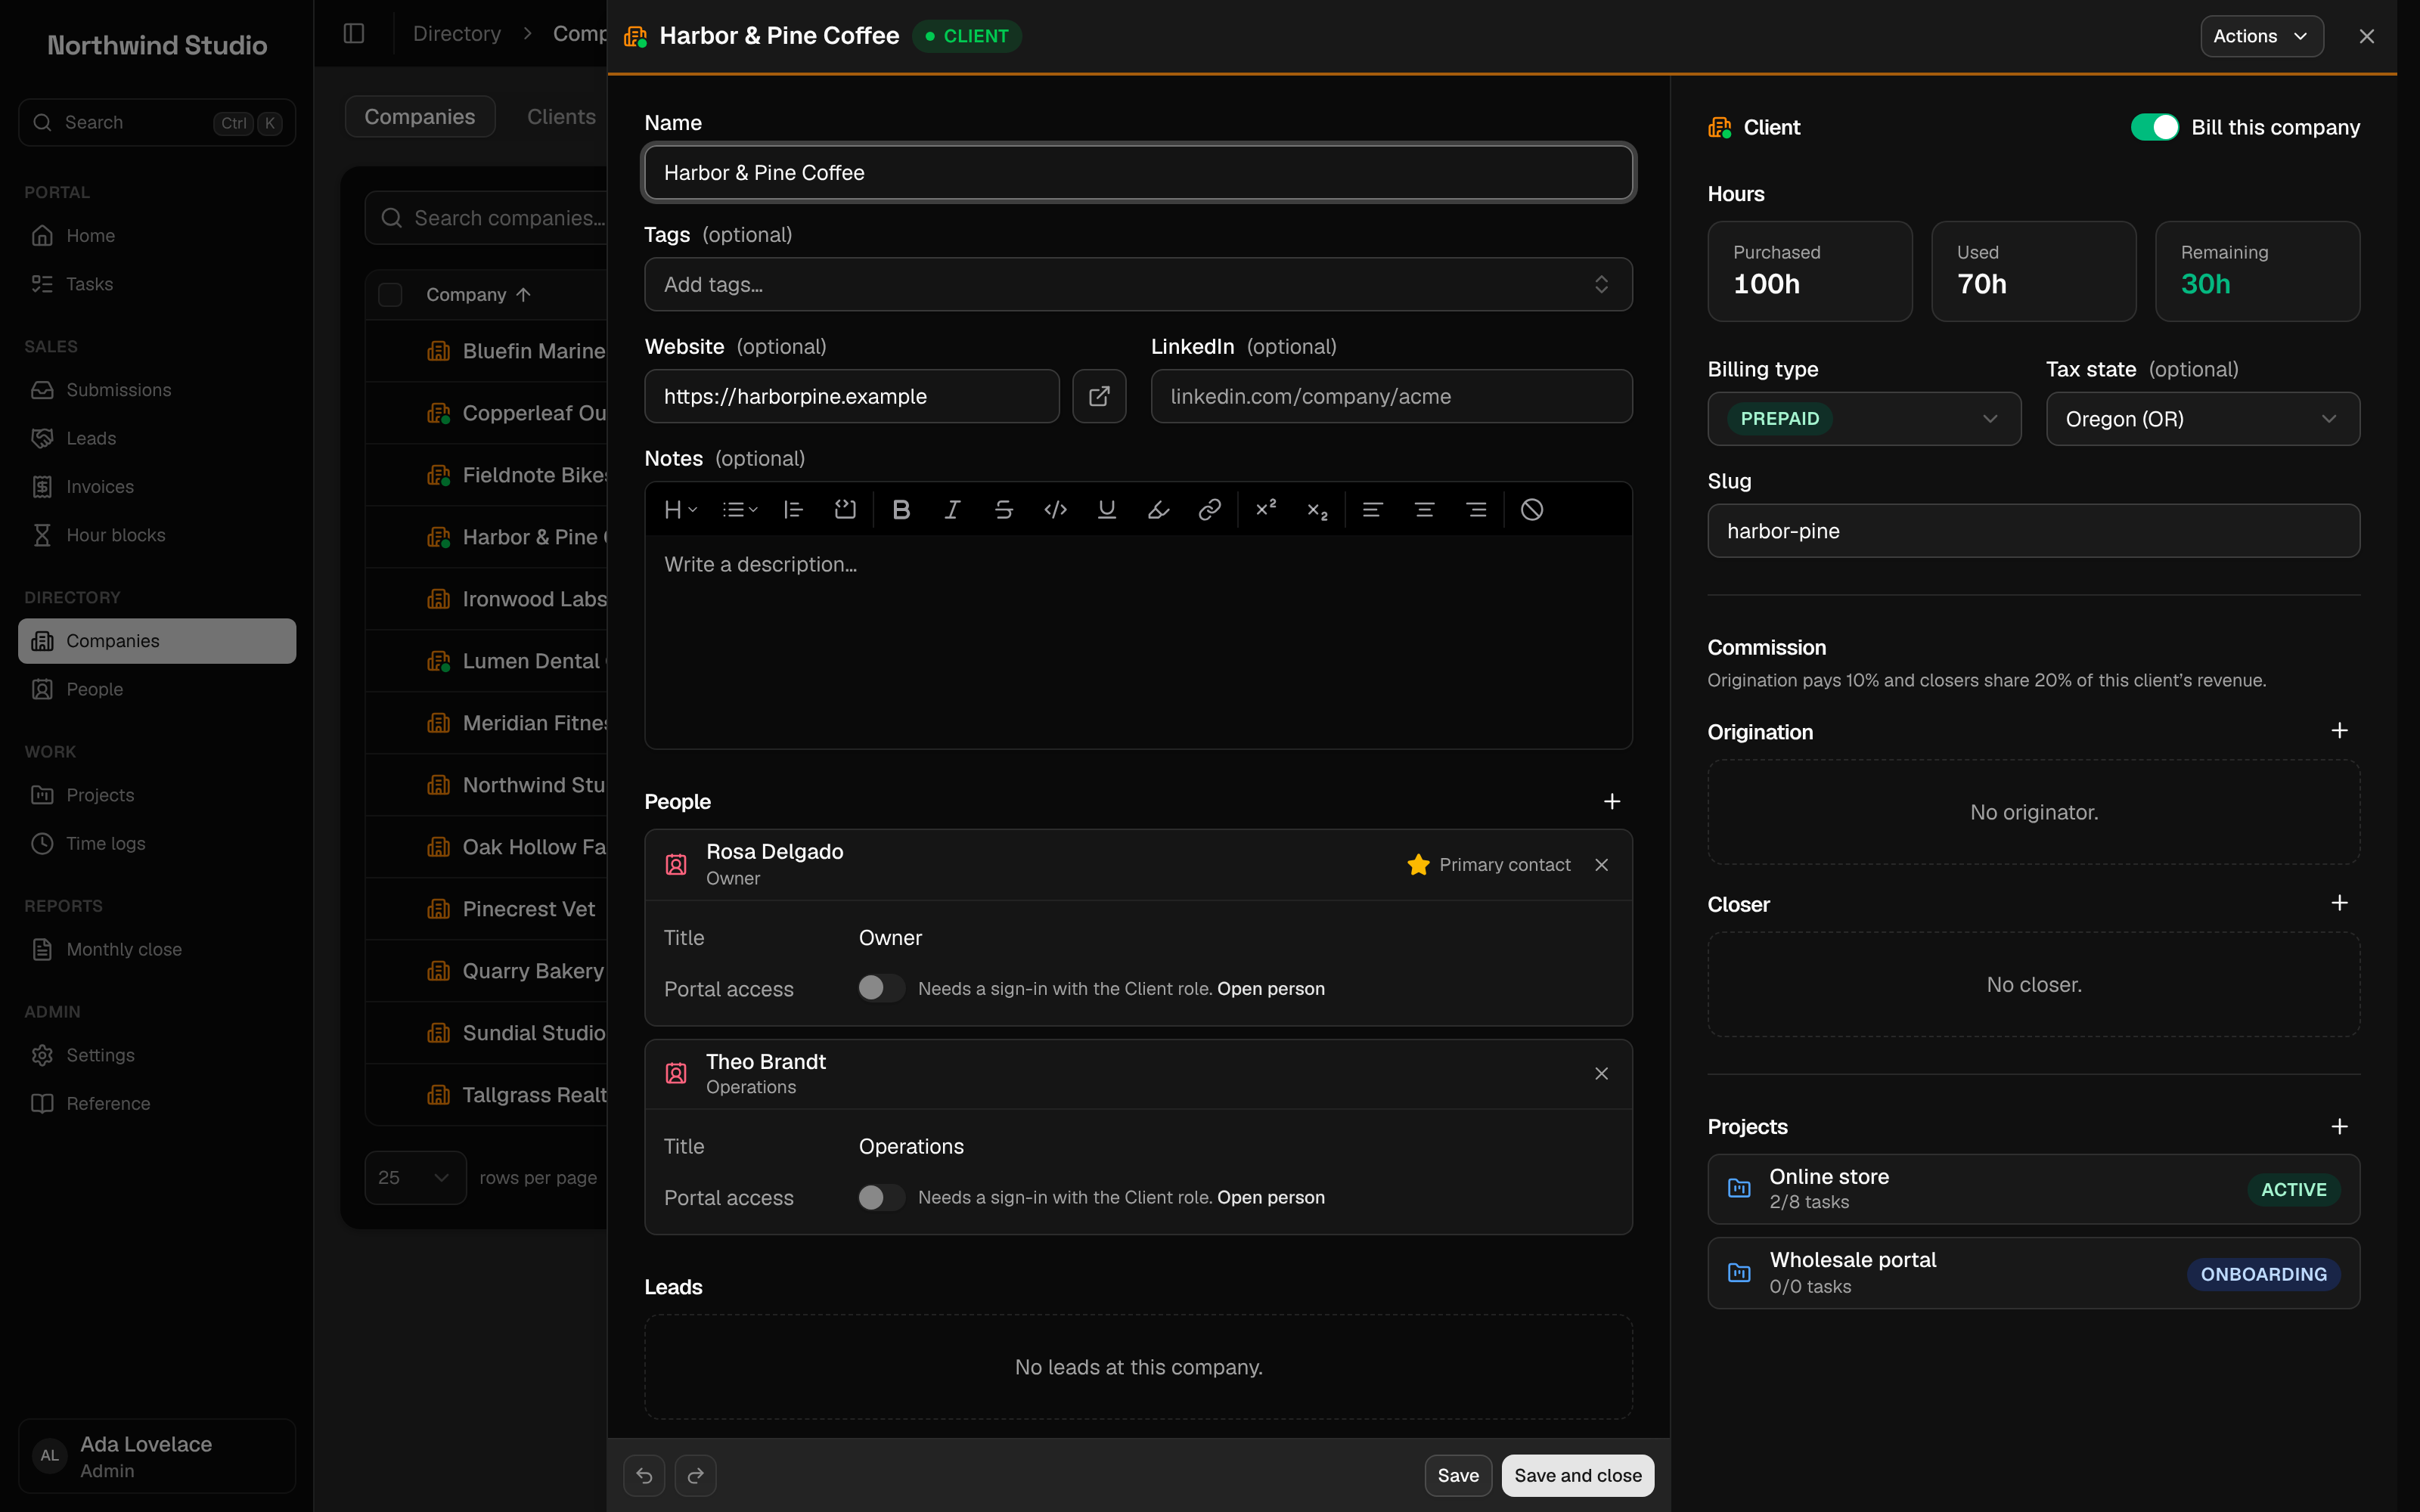 Northwind Studio
Search
Ctrl K
PORTAL
Home
Tasks
SALES
Submissions
Leads
Invoices
Hour blocks
DIRECTORY
Companies
People
WORK
Projects
Time logs
REPORTS
Monthly close
ADMIN
Settings
Reference
AL
Ada Lovelace
Admin
Directory > Comp
Companies
Clients
Search companies...
Company
Bluefin Marine
Copperleaf Ou
Fieldnote Bikes
Harbor & Pine
Ironwood Labs
Lumen Dental
Meridian Fitnes
Northwind Stu
Oak Hollow Fa
Pinecrest Vet
Quarry Bakery
Sundial Studio
Tallgrass Realt
25
rows per page
Harbor & Pine Coffee
CLIENT
Actions
Name
Harbor & Pine Coffee
Tags (optional)
Add tags...
Website (optional)
https://harborpine.example
LinkedIn (optional)
linkedin.com/company/acme
Notes (optional)
Write a description...
People
Rosa Delgado
Owner
Primary contact
Title
Owner
Portal access
Needs a sign-in with the Client role. Open person
Theo Brandt
Operations
Title
Operations
Portal access
Needs a sign-in with the Client role. Open person
Leads
No leads at this company.
Save
Save and close
Client
Bill this company
Hours
Purchased
100h
Used
70h
Remaining
30h
Billing type
PREPAID
Tax state (optional)
Oregon (OR)
Slug
harbor-pine
Commission
Origination pays 10% and closers share 20% of this client’s revenue.
Origination
No originator.
Closer
No closer.
Projects
Online store
2/8 tasks
ACTIVE
Wholesale portal
0/0 tasks
ONBOARDING